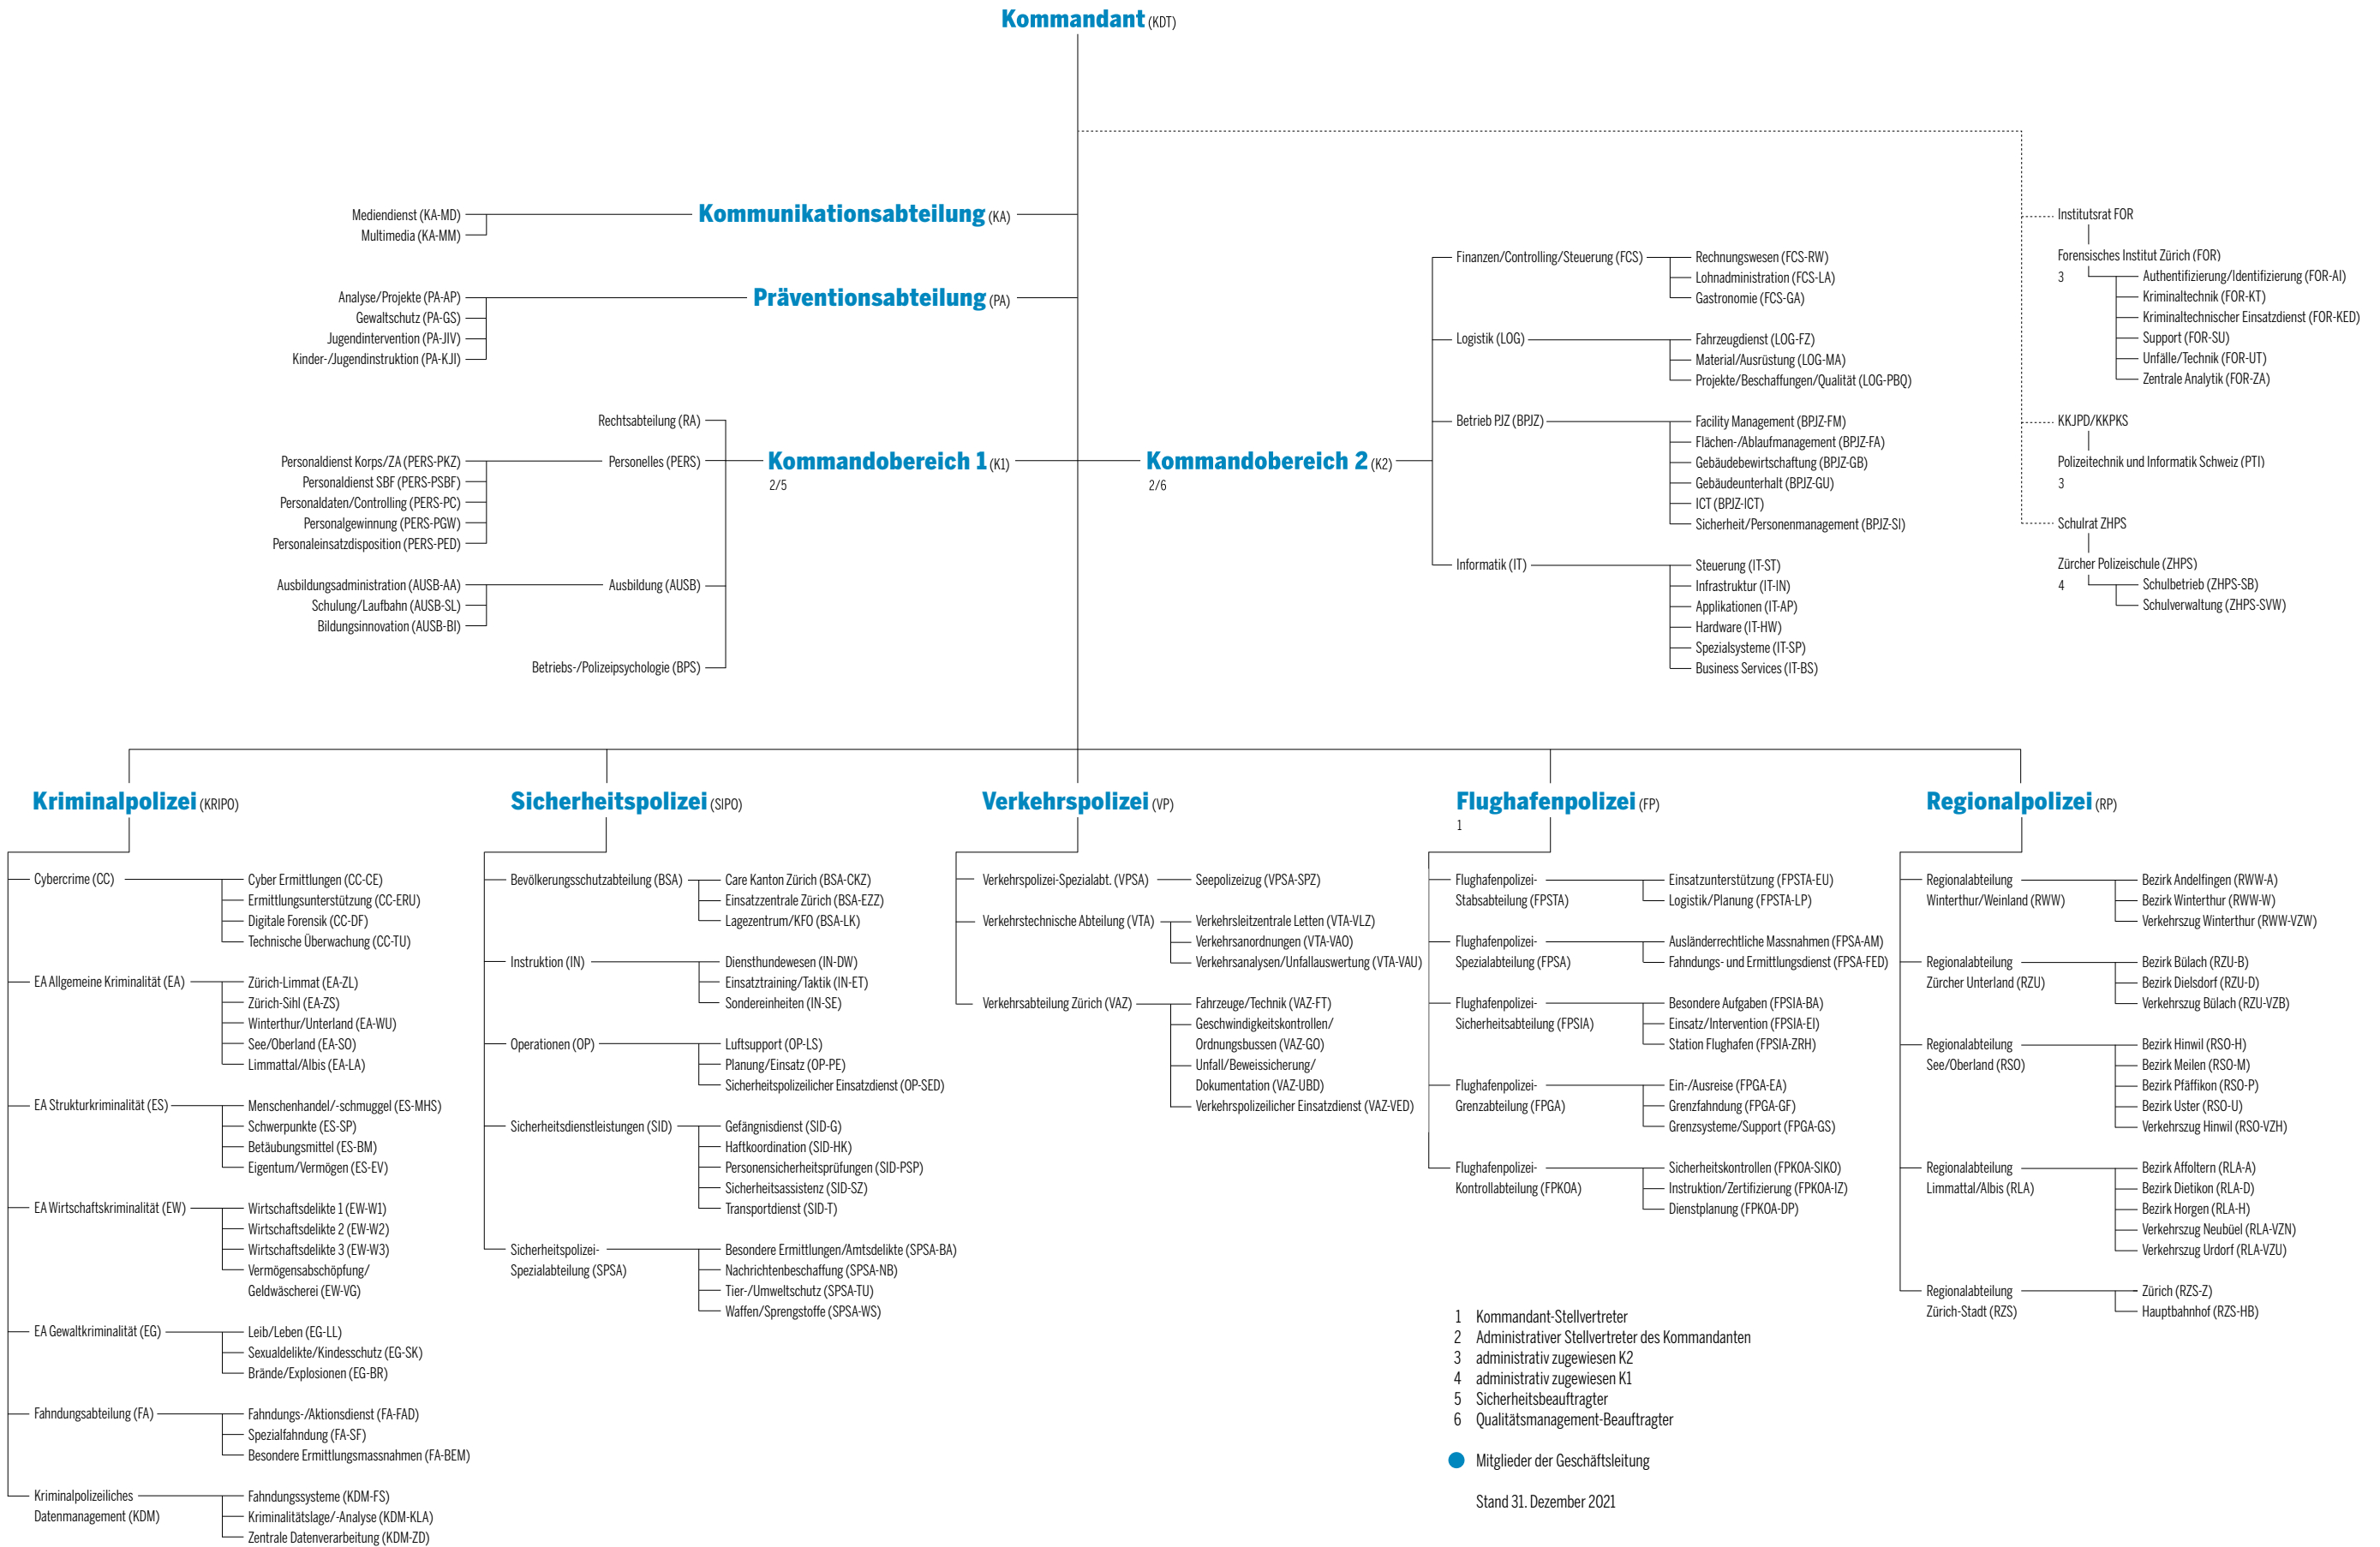 Kommandant (KDT)
Kommunikationsabteilung (KA)
Mediendienst (KA-MD)
Multimedia (KA-MM)
Präventionsabteilung (PA)
Analyse/Projekte (PA-AP)
Gewaltschutz (PA-GS)
Jugendintervention (PA-JIV)
Kinder-/Jugendinstruktion (PA-KJI)
Kommandobereich 1 (K1)
2/5
Rechtsabteilung (RA)
Personelles (PERS)
Personaldienst Korps/ZA (PERS-PKZ)
Personaldienst SBF (PERS-PSBF)
Personaldaten/Controlling (PERS-PC)
Personalgewinnung (PERS-PGW)
Personaleinsatzdisposition (PERS-PED)
Ausbildung (AUSB)
Ausbildungsadministration (AUSB-AA)
Schulung/Laufbahn (AUSB-SL)
Bildungsinnovation (AUSB-BI)
Betriebs-/Polizeipsychologie (BPS)
Kommandobereich 2 (K2)
2/6
Finanzen/Controlling/Steuerung (FCS)
Rechnungswesen (FCS-RW)
Lohnadministration (FCS-LA)
Gastronomie (FCS-GA)
Logistik (LOG)
Fahrzeugdienst (LOG-FZ)
Material/Ausrüstung (LOG-MA)
Projekte/Beschaffungen/Qualität (LOG-PBQ)
Betrieb PJZ (BPJZ)
Facility Management (BPJZ-FM)
Flächen-/Ablaufmanagement (BPJZ-FA)
Gebäudebewirtschaftung (BPJZ-GB)
Gebäudeunterhalt (BPJZ-GU)
ICT (BPJZ-ICT)
Sicherheit/Personenmanagement (BPJZ-SI)
Informatik (IT)
Steuerung (IT-ST)
Infrastruktur (IT-IN)
Applikationen (IT-AP)
Hardware (IT-HW)
Spezialsysteme (IT-SP)
Business Services (IT-BS)
Institutsrat FOR
Forensisches Institut Zürich (FOR)
3
Authentifizierung/Identifizierung (FOR-AI)
Kriminaltechnik (FOR-KT)
Kriminaltechnischer Einsatzdienst (FOR-KED)
Support (FOR-SU)
Unfälle/Technik (FOR-UT)
Zentrale Analytik (FOR-ZA)
KKJPD/KKPKS
Polizeitechnik und Informatik Schweiz (PTI)
3
Schulrat ZHPS
Zürcher Polizeischule (ZHPS)
4
Schulbetrieb (ZHPS-SB)
Schulverwaltung (ZHPS-SVW)
Kriminalpolizei (KRIPO)
Cybercrime (CC)
Cyber Ermittlungen (CC-CE)
Ermittlungsunterstützung (CC-ERU)
Digitale Forensik (CC-DF)
Technische Überwachung (CC-TU)
EA Allgemeine Kriminalität (EA)
Zürich-Limmat (EA-ZL)
Zürich-Sihl (EA-ZS)
Winterthur/Unterland (EA-WU)
See/Oberland (EA-SO)
Limmattal/Albis (EA-LA)
EA Strukturkriminalität (ES)
Menschenhandel/-schmuggel (ES-MHS)
Schwerpunkte (ES-SP)
Betäubungsmittel (ES-BM)
Eigentum/Vermögen (ES-EV)
EA Wirtschaftskriminalität (EW)
Wirtschaftsdelikte 1 (EW-W1)
Wirtschaftsdelikte 2 (EW-W2)
Wirtschaftsdelikte 3 (EW-W3)
Vermögensabschöpfung/
Geldwäscherei (EW-VG)
EA Gewaltkriminalität (EG)
Leib/Leben (EG-LL)
Sexualdelikte/Kindesschutz (EG-SK)
Brände/Explosionen (EG-BR)
Fahndungsabteilung (FA)
Fahndungs-/Aktionsdienst (FA-FAD)
Spezialfahndung (FA-SF)
Besondere Ermittlungsmassnahmen (FA-BEM)
Kriminalpolizeiliches
Datenmanagement (KDM)
Fahndungssysteme (KDM-FS)
Kriminalitätslage/-Analyse (KDM-KLA)
Zentrale Datenverarbeitung (KDM-ZD)
Sicherheitspolizei (SIPO)
Bevölkerungsschutzabteilung (BSA)
Care Kanton Zürich (BSA-CKZ)
Einsatzzentrale Zürich (BSA-EZZ)
Lagezentrum/KFO (BSA-LK)
Instruktion (IN)
Diensthundewesen (IN-DW)
Einsatztraining/Taktik (IN-ET)
Sondereinheiten (IN-SE)
Operationen (OP)
Luftsupport (OP-LS)
Planung/Einsatz (OP-PE)
Sicherheitspolizeilicher Einsatzdienst (OP-SED)
Sicherheitsdienstleistungen (SID)
Gefängnisdienst (SID-G)
Haftkoordination (SID-HK)
Personensicherheitsprüfungen (SID-PSP)
Sicherheitsassistenz (SID-SZ)
Transportdienst (SID-T)
Sicherheitspolizei-
Spezialabteilung (SPSA)
Besondere Ermittlungen/Amtsdelikte (SPSA-BA)
Nachrichtenbeschaffung (SPSA-NB)
Tier-/Umweltschutz (SPSA-TU)
Waffen/Sprengstoffe (SPSA-WS)
Verkehrspolizei (VP)
Verkehrspolizei-Spezialabt. (VPSA)
Seepolizeizug (VPSA-SPZ)
Verkehrstechnische Abteilung (VTA)
Verkehrsleitzentrale Letten (VTA-VLZ)
Verkehrsanordnungen (VTA-VAO)
Verkehrsanalysen/Unfallauswertung (VTA-VAU)
Verkehrsabteilung Zürich (VAZ)
Fahrzeuge/Technik (VAZ-FT)
Geschwindigkeitskontrollen/
Ordnungsbussen (VAZ-GO)
Unfall/Beweissicherung/
Dokumentation (VAZ-UBD)
Verkehrspolizeilicher Einsatzdienst (VAZ-VED)
Flughafenpolizei (FP)
1
Flughafenpolizei-
Stabsabteilung (FPSTA)
Einsatzunterstützung (FPSTA-EU)
Logistik/Planung (FPSTA-LP)
Flughafenpolizei-
Spezialabteilung (FPSA)
Ausländerrechtliche Massnahmen (FPSA-AM)
Fahndungs- und Ermittlungsdienst (FPSA-FED)
Flughafenpolizei-
Sicherheitsabteilung (FPSIA)
Besondere Aufgaben (FPSIA-BA)
Einsatz/Intervention (FPSIA-EI)
Station Flughafen (FPSIA-ZRH)
Flughafenpolizei-
Grenzabteilung (FPGA)
Ein-/Ausreise (FPGA-EA)
Grenzfahndung (FPGA-GF)
Grenzsysteme/Support (FPGA-GS)
Flughafenpolizei-
Kontrollabteilung (FPKOA)
Sicherheitskontrollen (FPKOA-SIKO)
Instruktion/Zertifizierung (FPKOA-IZ)
Dienstplanung (FPKOA-DP)
Regionalpolizei (RP)
Regionalabteilung
Winterthur/Weinland (RWW)
Bezirk Andelfingen (RWW-A)
Bezirk Winterthur (RWW-W)
Verkehrszug Winterthur (RWW-VZW)
Regionalabteilung
Zürcher Unterland (RZU)
Bezirk Bülach (RZU-B)
Bezirk Dielsdorf (RZU-D)
Verkehrszug Bülach (RZU-VZB)
Regionalabteilung
See/Oberland (RSO)
Bezirk Hinwil (RSO-H)
Bezirk Meilen (RSO-M)
Bezirk Pfäffikon (RSO-P)
Bezirk Uster (RSO-U)
Verkehrszug Hinwil (RSO-VZH)
Regionalabteilung
Limmattal/Albis (RLA)
Bezirk Affoltern (RLA-A)
Bezirk Dietikon (RLA-D)
Bezirk Horgen (RLA-H)
Verkehrszug Neubüel (RLA-VZN)
Verkehrszug Urdorf (RLA-VZU)
Regionalabteilung
Zürich-Stadt (RZS)
Zürich (RZS-Z)
Hauptbahnhof (RZS-HB)
1 Kommandant-Stellvertreter
2 Administrativer Stellvertreter des Kommandanten
3 administrativ zugewiesen K2
4 administrativ zugewiesen K1
5 Sicherheitsbeauftragter
6 Qualitätsmanagement-Beauftragter
Mitglieder der Geschäftsleitung
Stand 31. Dezember 2021